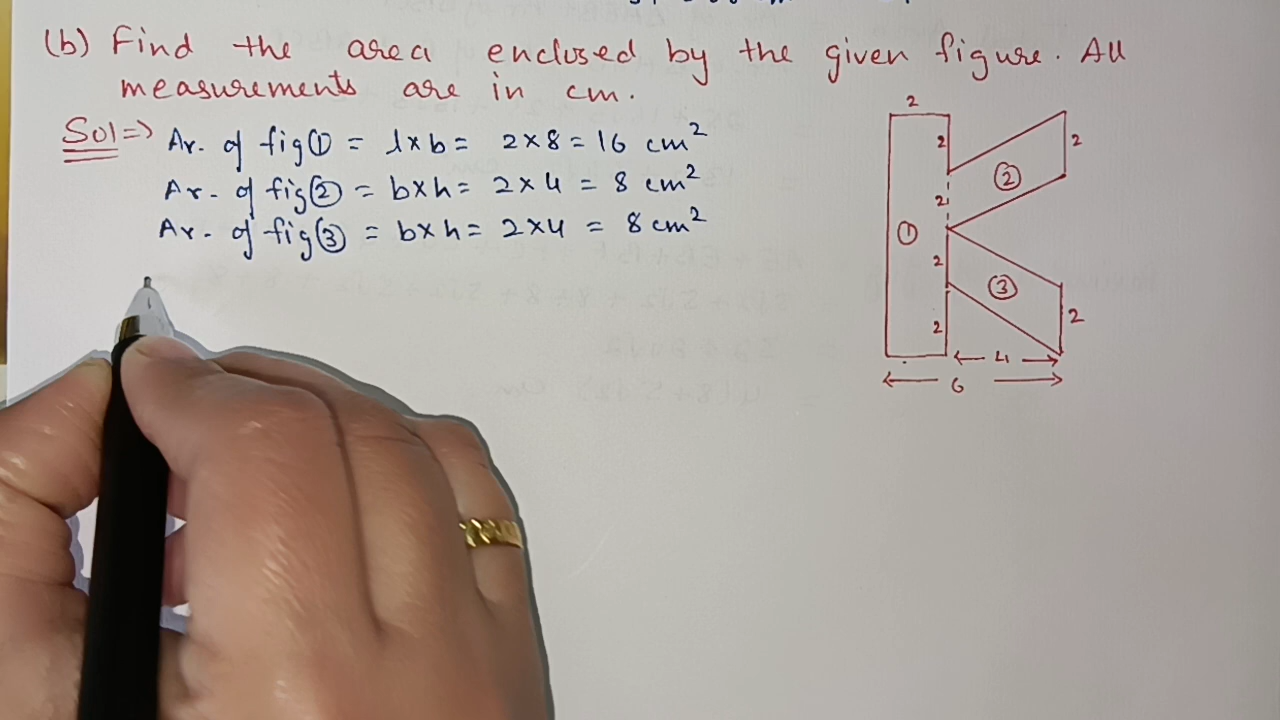 (b) Find the area enclosed by the given figure. All
measurements are in cm.
Sol=>
Ar. of fig① = l×b = 2×8 = 16 cm²
Ar. of fig② = b×h = 2×4 = 8 cm²
Ar. of fig③ = b×h = 2×4 = 8 cm²
2
2
2
②
2
①
2
③
2
2
4
6